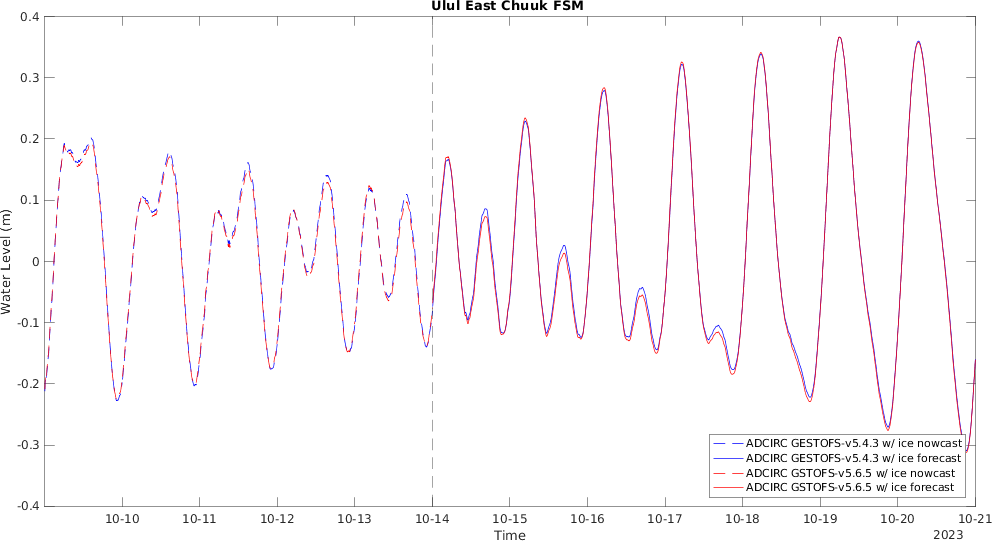 Ulul East Chuuk FSM
0.4
0.3
0.2
0.1
0
-0.1
-0.2
-0.3
-0.4
Water Level (m)
10-10 10-11 10-12 10-13 10-14 10-15 10-16 10-17 10-18 10-19 10-20 10-21
Time
2023
ADCIRC GESTOFS-v5.4.3 w/ ice nowcast
ADCIRC GESTOFS-v5.4.3 w/ ice forecast
ADCIRC GSTOFS-v5.6.5 w/ ice nowcast
ADCIRC GSTOFS-v5.6.5 w/ ice forecast